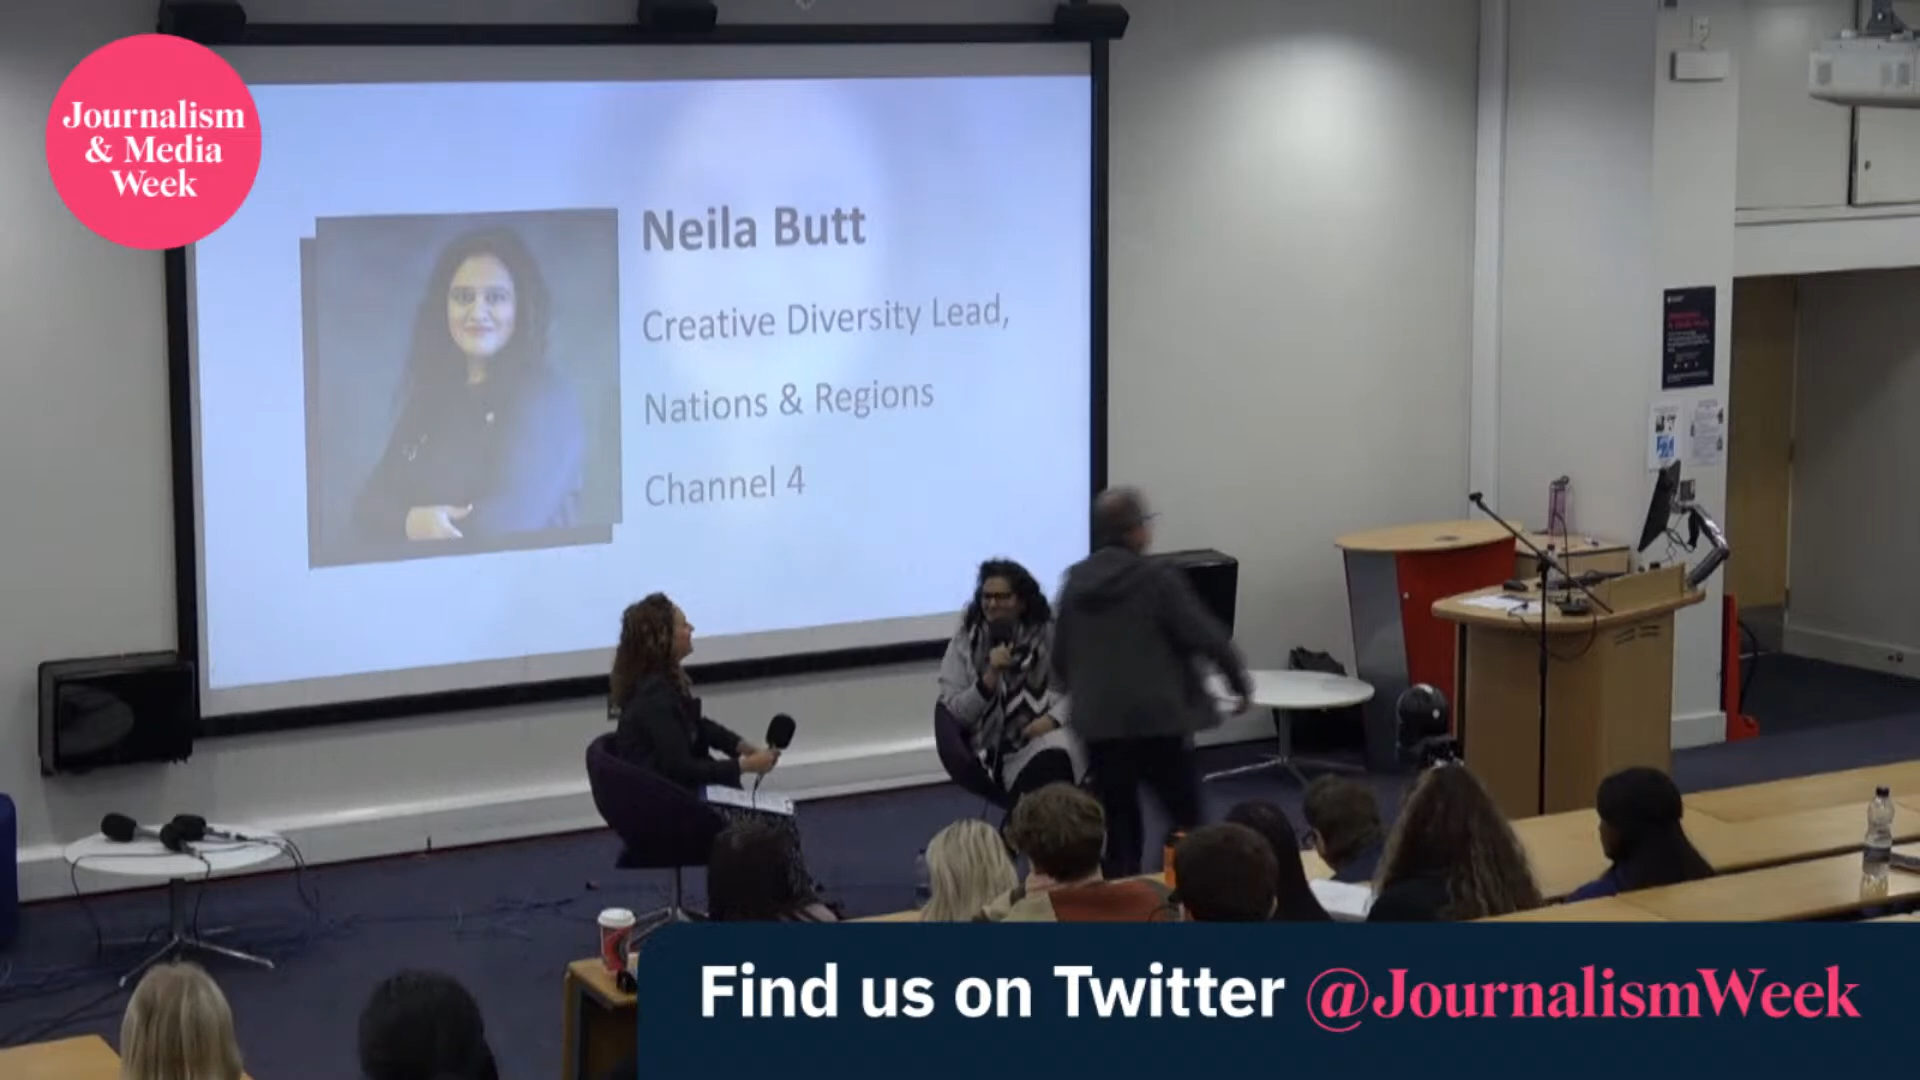 Journalism
& Media
Week
Neila Butt
Creative Diversity Lead,
Nations & Regions
Channel 4
Find us on Twitter @JournalismWeek